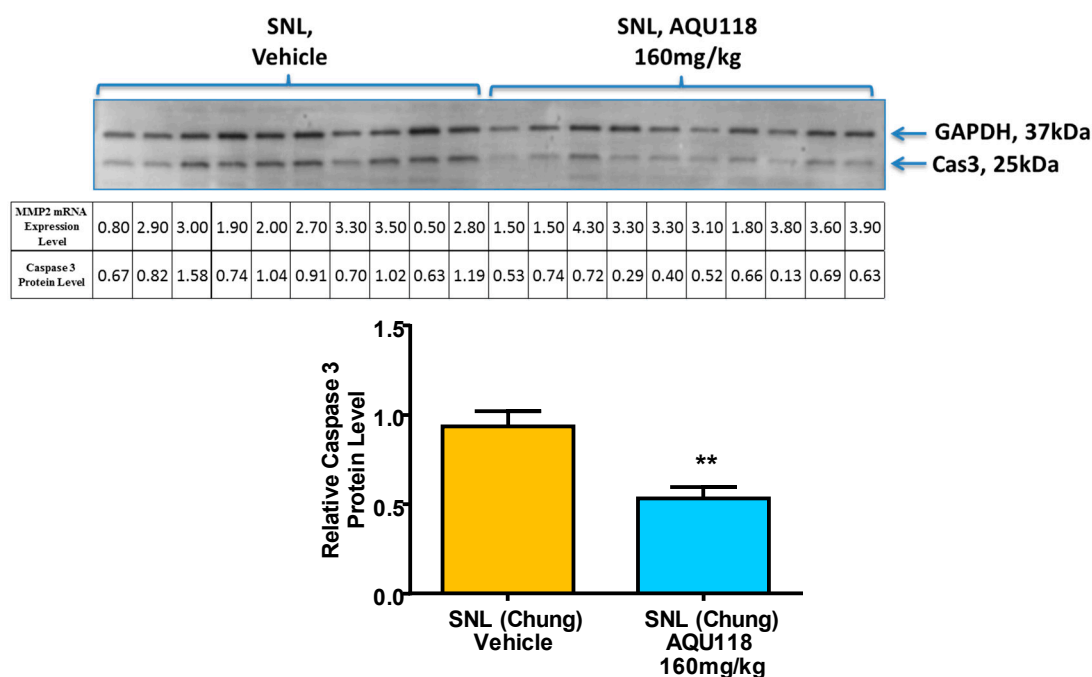 SNL,
Vehicle
SNL, AQU118
160mg/kg
GAPDH, 37kDa
Cas3, 25kDa
MMP2 mRNA
Expression
Level
0.80 2.90 3.00 1.90 2.00 2.70 3.30 3.50 0.50 2.80 1.50 1.50 4.30 3.30 3.30 3.10 1.80 3.80 3.60 3.90
Caspase 3
Protein Level
0.67 0.82 1.58 0.74 1.04 0.91 0.70 1.02 0.63 1.19 0.53 0.74 0.72 0.29 0.40 0.52 0.66 0.13 0.69 0.63
Relative Caspase 3
Protein Level
1.5
1.0
0.5
0.0
**
SNL (Chung)
Vehicle
SNL (Chung)
AQU118
160mg/kg